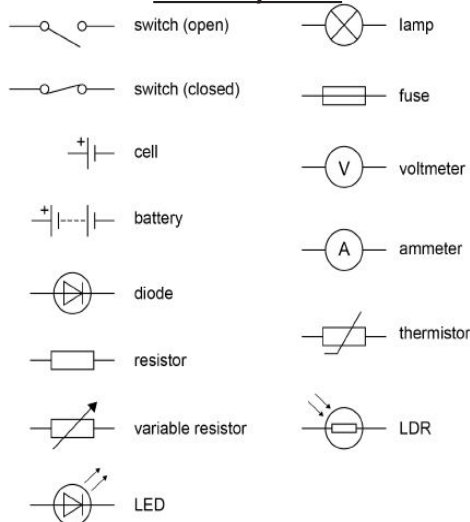 switch (open)
switch (closed)
+
cell
+
battery
diode
resistor
variable resistor
LED
lamp
fuse
V
voltmeter
A
ammeter
thermistor
LDR